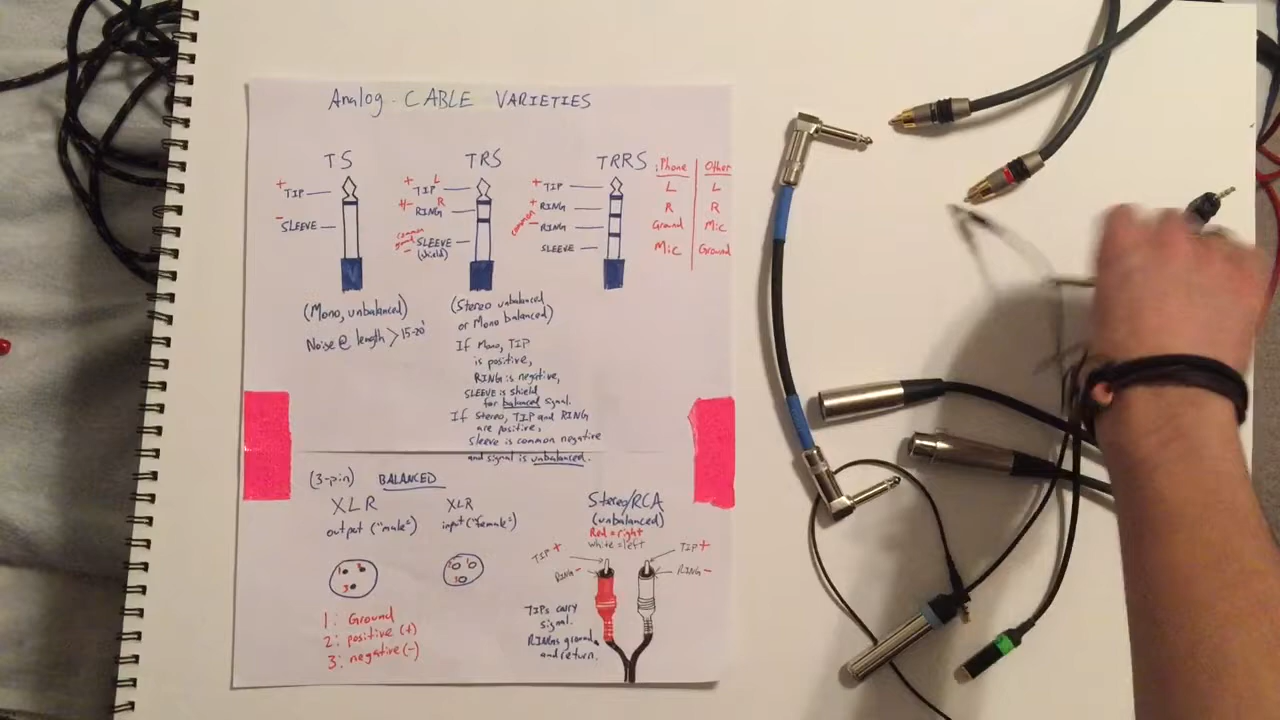 Analog CABLE VARIETIES
TS
+
TIP
-
SLEEVE
(Mono, unbalanced)
Noise @ length > 15-20'
TRS
+ TIP L
+/- RING R
common
ground
- SLEEVE
(shield)
(Stereo unbalanced
or Mono balanced)
If Mono, TIP
is positive,
RING is negative,
SLEEVE is shield
for balanced signal.
If Stereo, TIP and RING
are positive,
Sleeve is common negative
and signal is unbalanced.
TRRS
+ TIP
+ RING
common - RING
SLEEVE
Phone Other
L L
R R
Ground Mic
Mic Ground
(3-pin) BALANCED
XLR
output ("male")
3
1: Ground
2: positive (+)
3: negative (-)
XLR
input ("female")
Stereo/RCA
(unbalanced)
Red = right
white = left
TIP + TIP +
RING - RING -
TIPs carry
signal.
RINGs ground
and return.